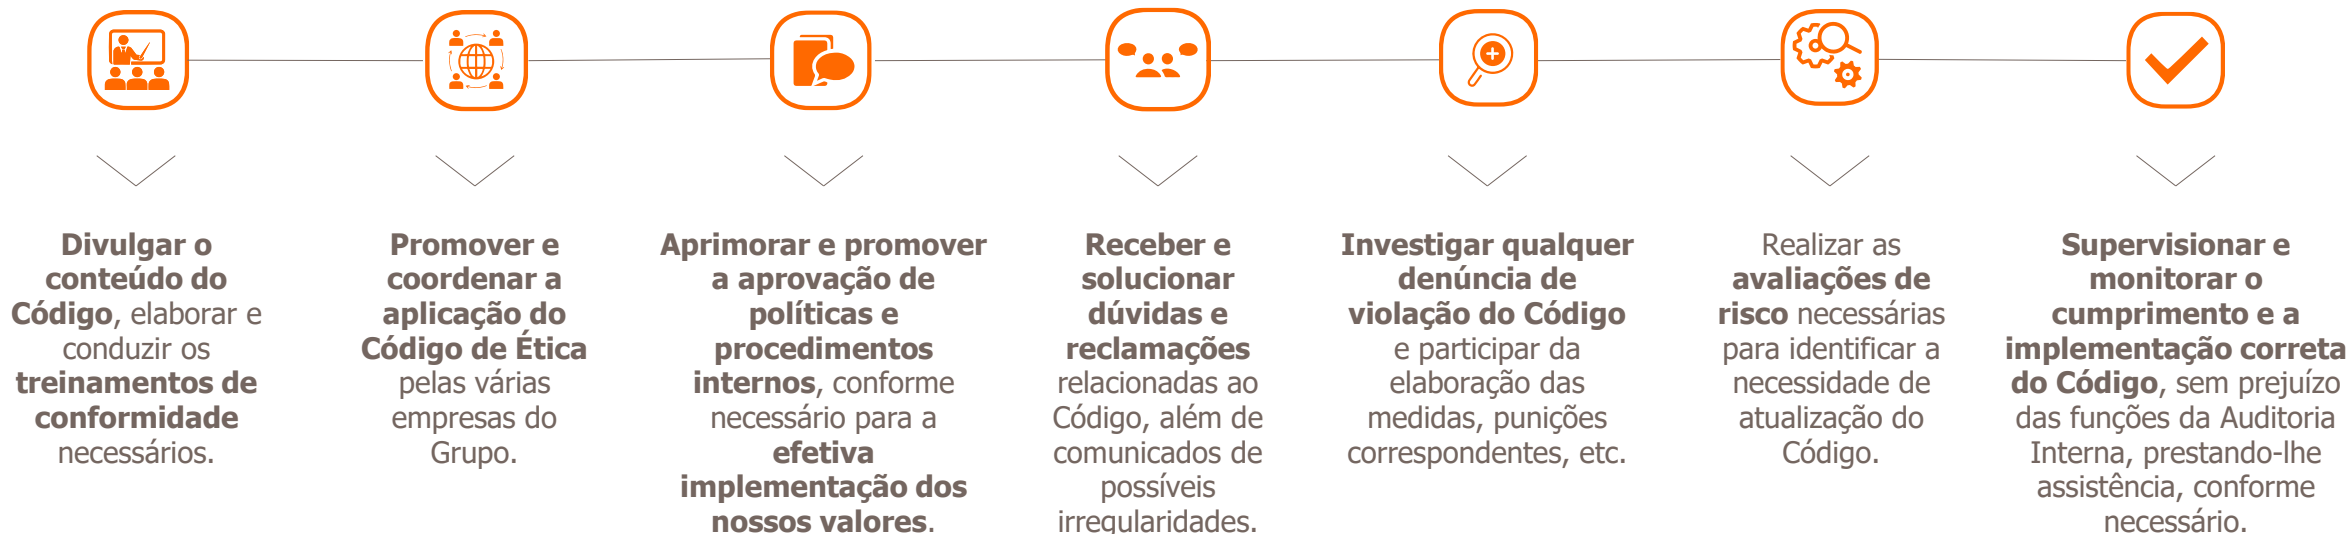 Divulgar o
conteúdo do
Código, elaborar e
conduzir os
treinamentos de
conformidade
necessários.
Promover e
coordenar a
aplicação do
Código de Ética
pelas várias
empresas do
Grupo.
Aprimorar e promover
a aprovação de
políticas e
procedimentos
internos, conforme
necessário para a
efetiva
implementação dos
nossos valores.
Receber e
solucionar
dúvidas e
reclamações
relacionadas ao
Código, além de
comunicados de
possíveis
irregularidades.
Investigar qualquer
denúncia de
violação do Código
e participar da
elaboração das
medidas, punições
correspondentes, etc.
Realizar as
avaliações de
risco necessárias
para identificar a
necessidade de
atualização do
Código.
Supervisionar e
monitorar o
cumprimento e a
implementação correta
do Código, sem prejuízo
das funções da Auditoria
Interna, prestando-lhe
assistência, conforme
necessário.